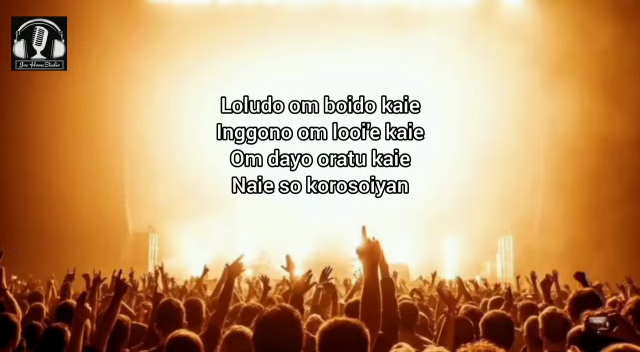 Loludo om boido kaie
Inggono om looi'e kaie
Om dayo oratu kaie
Naie so korosoiyan